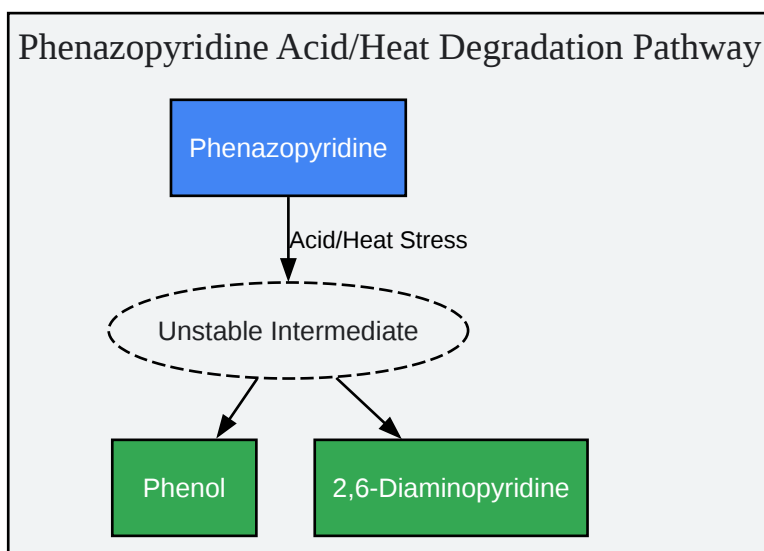 Phenazopyridine Acid/Heat Degradation Pathway
Phenazopyridine
Acid/Heat Stress
Unstable Intermediate
Phenol
2,6-Diaminopyridine